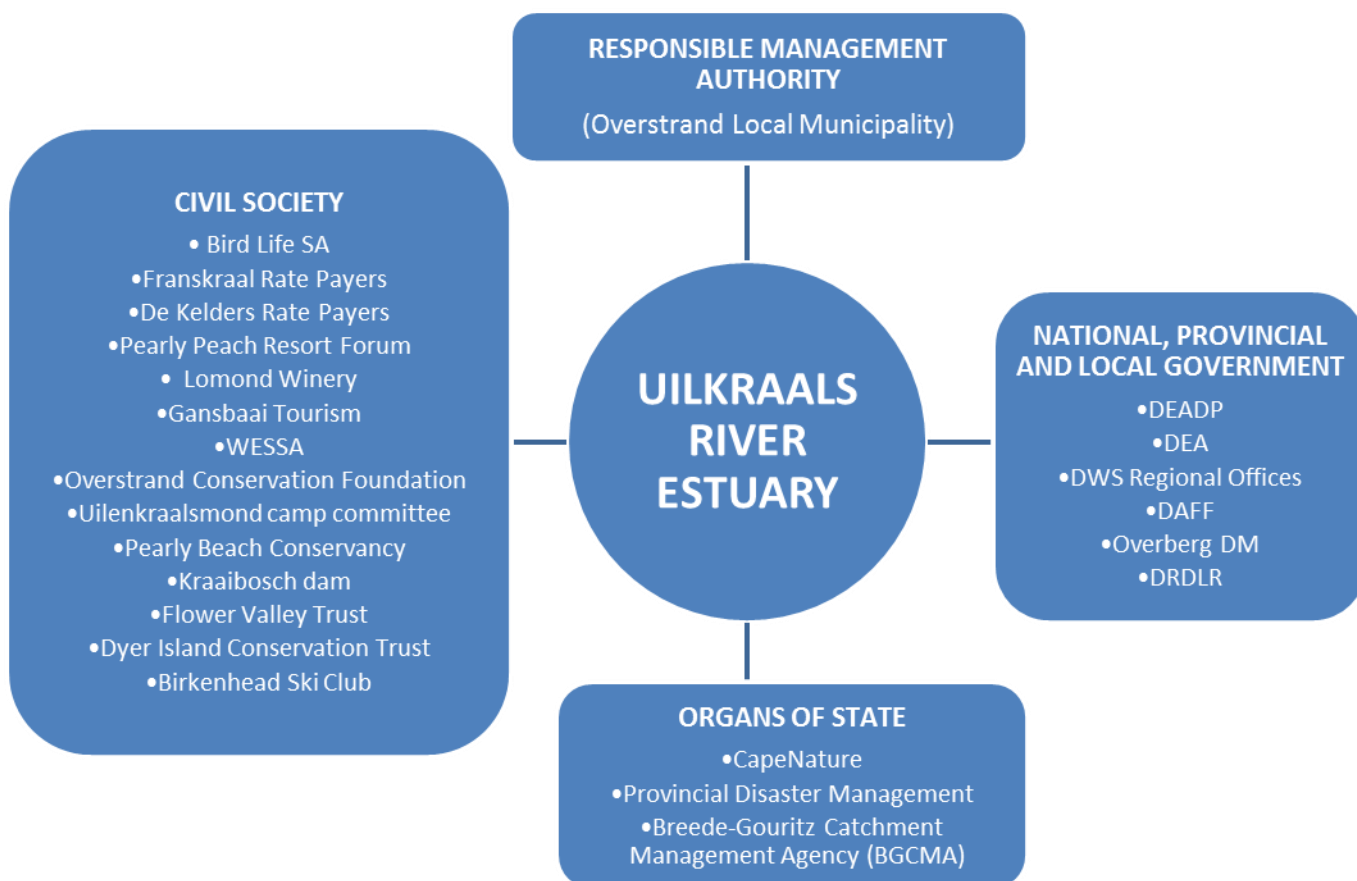 RESPONSIBLE MANAGEMENT
AUTHORITY
(Overstrand Local Municipality)
CIVIL SOCIETY
• Bird Life SA
•Franskraal Rate Payers
•De Kelders Rate Payers
•Pearly Peach Resort Forum
• Lomond Winery
•Gansbaai Tourism
•WESSA
•Overstrand Conservation Foundation
•Uilenkraalsmond camp committee
•Pearly Beach Conservancy
•Kraaibosch dam
•Flower Valley Trust
•Dyer Island Conservation Trust
•Birkenhead Ski Club
UILKRAALS
RIVER
ESTUARY
NATIONAL, PROVINCIAL
AND LOCAL GOVERNMENT
•DEADP
•DEA
•DWS Regional Offices
•DAFF
•Overberg DM
•DRDLR
ORGANS OF STATE
•CapeNature
•Provincial Disaster Management
•Breede-Gouritz Catchment
Management Agency (BGCMA)